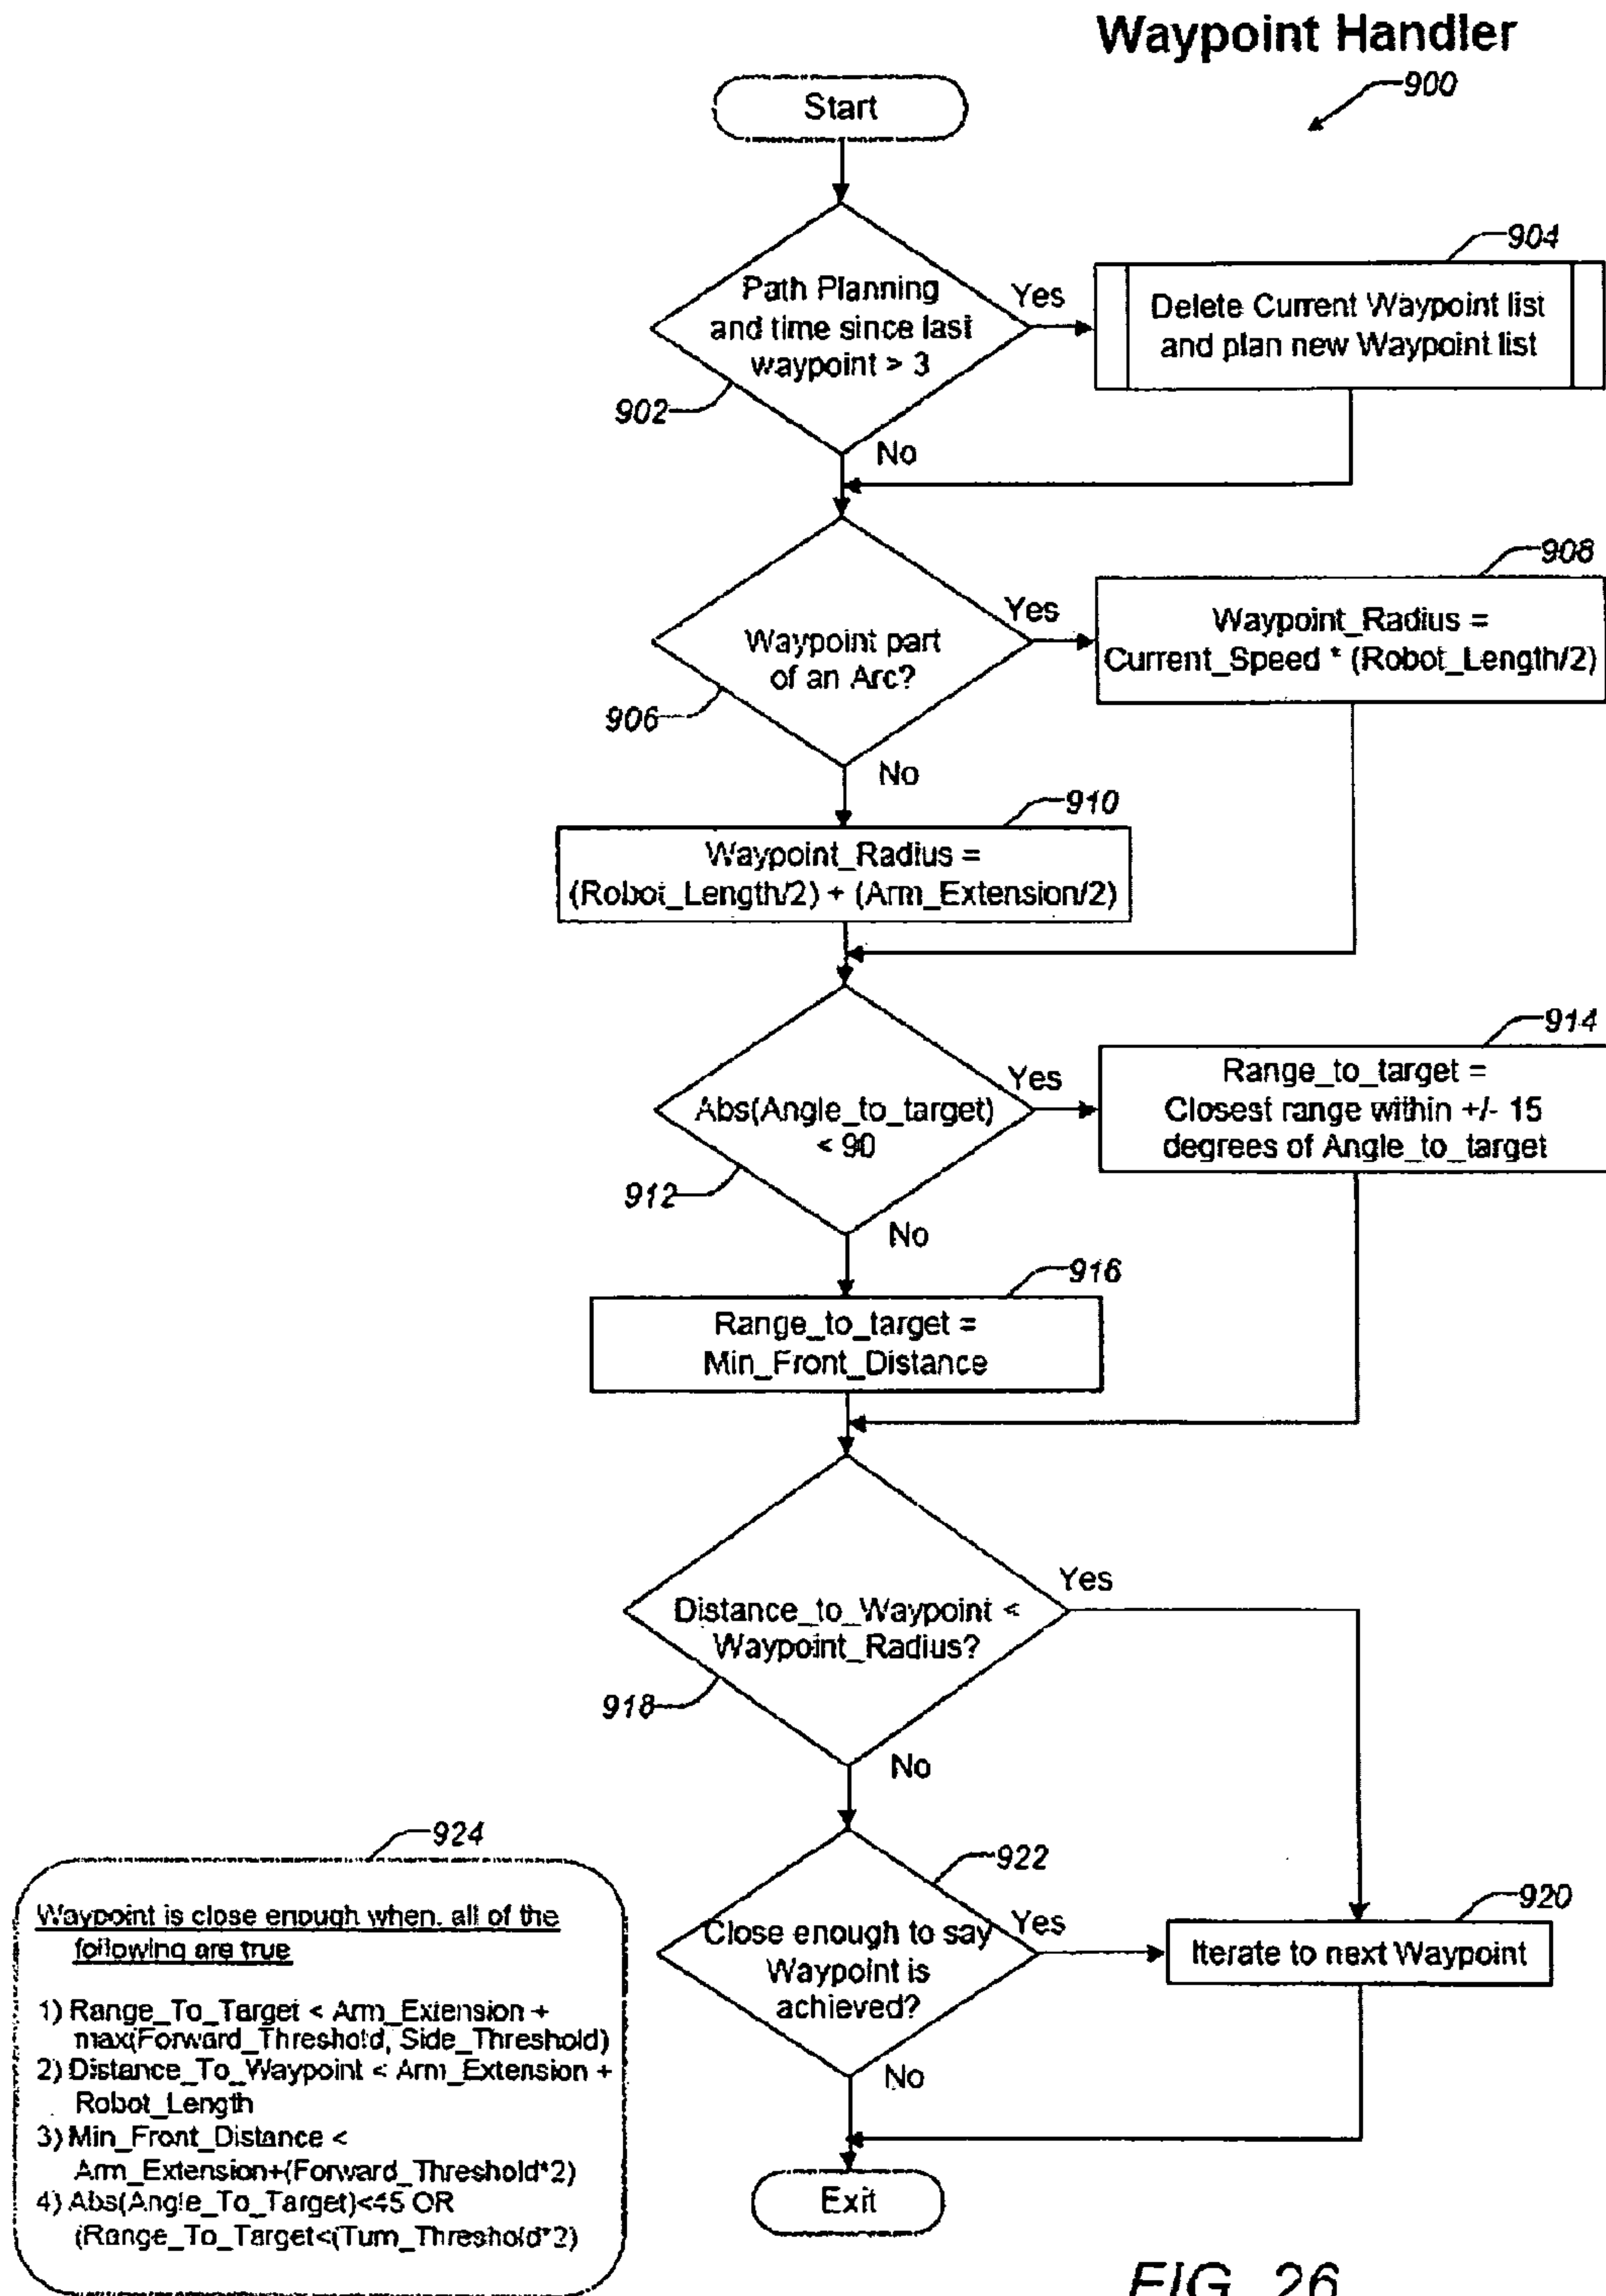 Waypoint Handler
900
Start
Path Planning
and time since last
waypoint > 3
902
Yes
No
904
Delete Current Waypoint list
and plan new Waypoint list
Waypoint part
of an Arc?
906
Yes
No
908
Waypoint_Radius =
Current_Speed * (Robot_Length/2)
910
Waypoint_Radius =
(Robot_Length/2) + (Arm_Extension/2)
Abs(Angle_to_target)
< 90
912
Yes
No
914
Range_to_target =
Closest range within +/- 15
degrees of Angle_to_target
916
Range_to_target =
Min_Front_Distance
Distance_to_Waypoint <
Waypoint_Radius?
918
Yes
No
922
Close enough to say
Waypoint is
achieved?
Yes
No
920
Iterate to next Waypoint
924
Waypoint is close enough when, all of the
following are true
1) Range_To_Target < Arm_Extension +
max(Forward_Threshold, Side_Threshold)
2) Distance_To_Waypoint < Arm_Extension +
Robot_Length
3) Min_Front_Distance <
Arm_Extension+(Forward_Threshold*2)
4) Abs(Angle_To_Target)<45 OR
(Range_To_Target<(Turn_Threshold*2)
Exit
FIG. 26